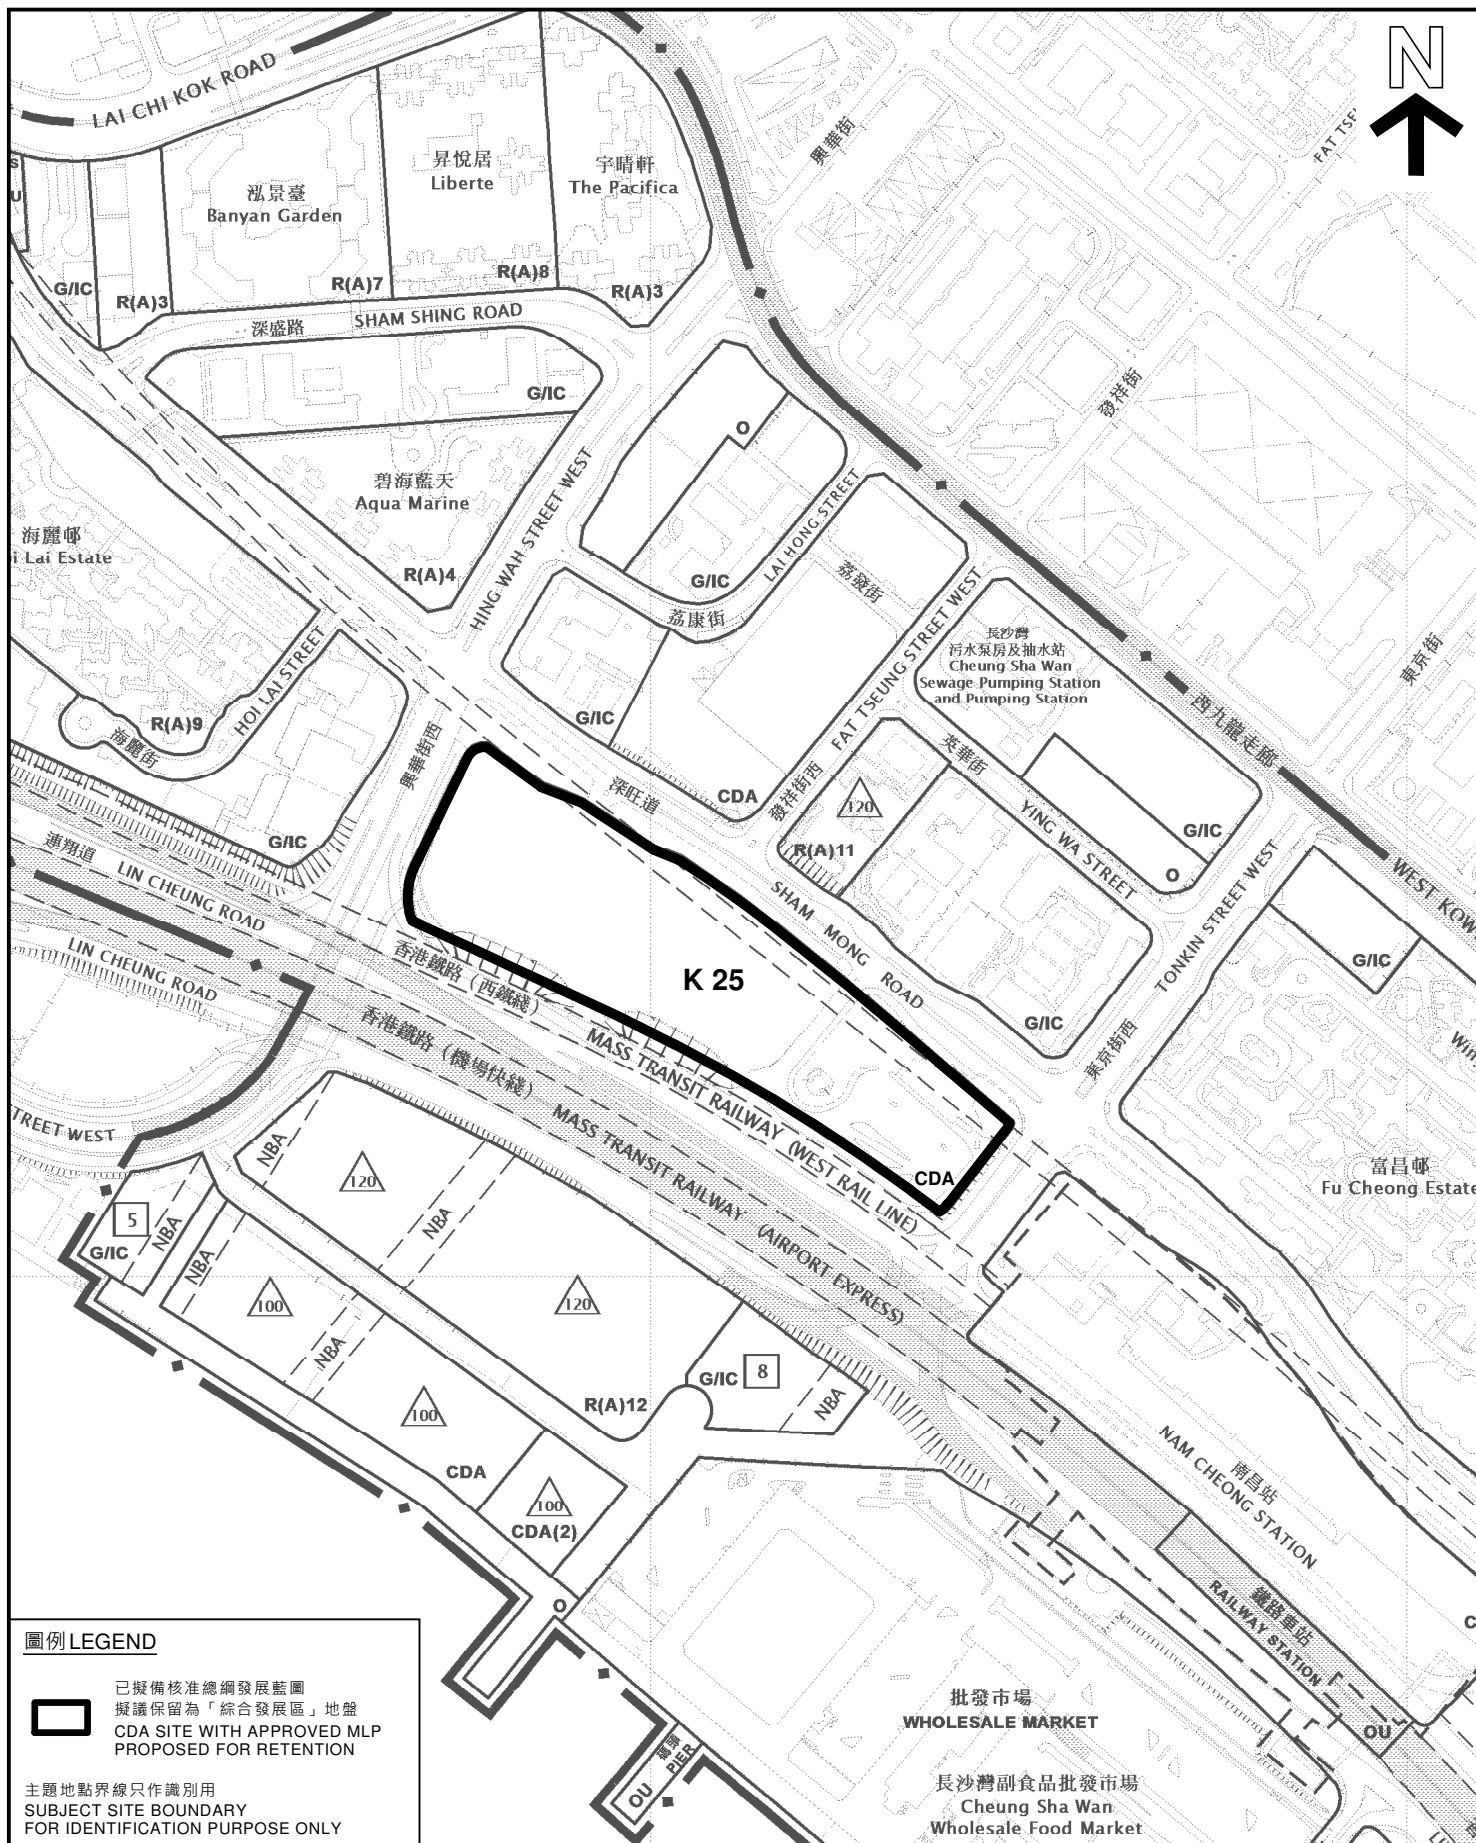 N
LAI CHI KOK ROAD
興華街
FAT TSE
昇悅居
Liberte
宇晴軒
The Pacifica
泓景臺
Banyan Garden
S
U
G/IC
R(A)3
R(A)7
R(A)8
R(A)3
深盛路
SHAM SHING ROAD
G/IC
發祥街
O
碧海藍天
Aqua Marine
R(A)4
HING WAH STREET WEST
海麗邨
i Lai Estate
G/IC
LAI HONG STREET
荔發街
荔康街
FAT TSEUNG STREET WEST
長沙灣
污水泵房及抽水站
Cheung Sha Wan
Sewage Pumping Station
and Pumping Station
東京街
西九龍走廊
HOI LAI STREET
R(A)9
海麗街
G/IC
興華街西
深旺道
CDA
發祥街西
120
R(A)11
英華街
YING WA STREET
G/IC
O
WEST KOW
G/IC
連翔道
LIN CHEUNG ROAD
LIN CHEUNG ROAD
G/IC
SHAM MONG ROAD
TONKIN STREET WEST
G/IC
東京街西
Win
K 25
香港鐵路（西鐵綫）
MASS TRANSIT RAILWAY (WEST RAIL LINE)
香港鐵路（機場快綫）
MASS TRANSIT RAILWAY (AIRPORT EXPRESS)
CDA
富昌邨
Fu Cheong Estate
TREET WEST
NBA
120
NBA
5
G/IC
NBA
NBA
100
NBA
120
G/IC
8
NBA
R(A)12
100
CDA
100
CDA(2)
O
南昌站
NAM CHEONG STATION
鐵路車站
RAILWAY STATION
C
OU
批發市場
WHOLESALE MARKET
長沙灣副食品批發市場
Cheung Sha Wan
Wholesale Food Market
碼頭
PIER
OU
圖例 LEGEND
已擬備核准總綱發展藍圖
擬議保留為「綜合發展區」地盤
CDA SITE WITH APPROVED MLP
PROPOSED FOR RETENTION
主題地點界線只作識別用
SUBJECT SITE BOUNDARY
FOR IDENTIFICATION PURPOSE ONLY